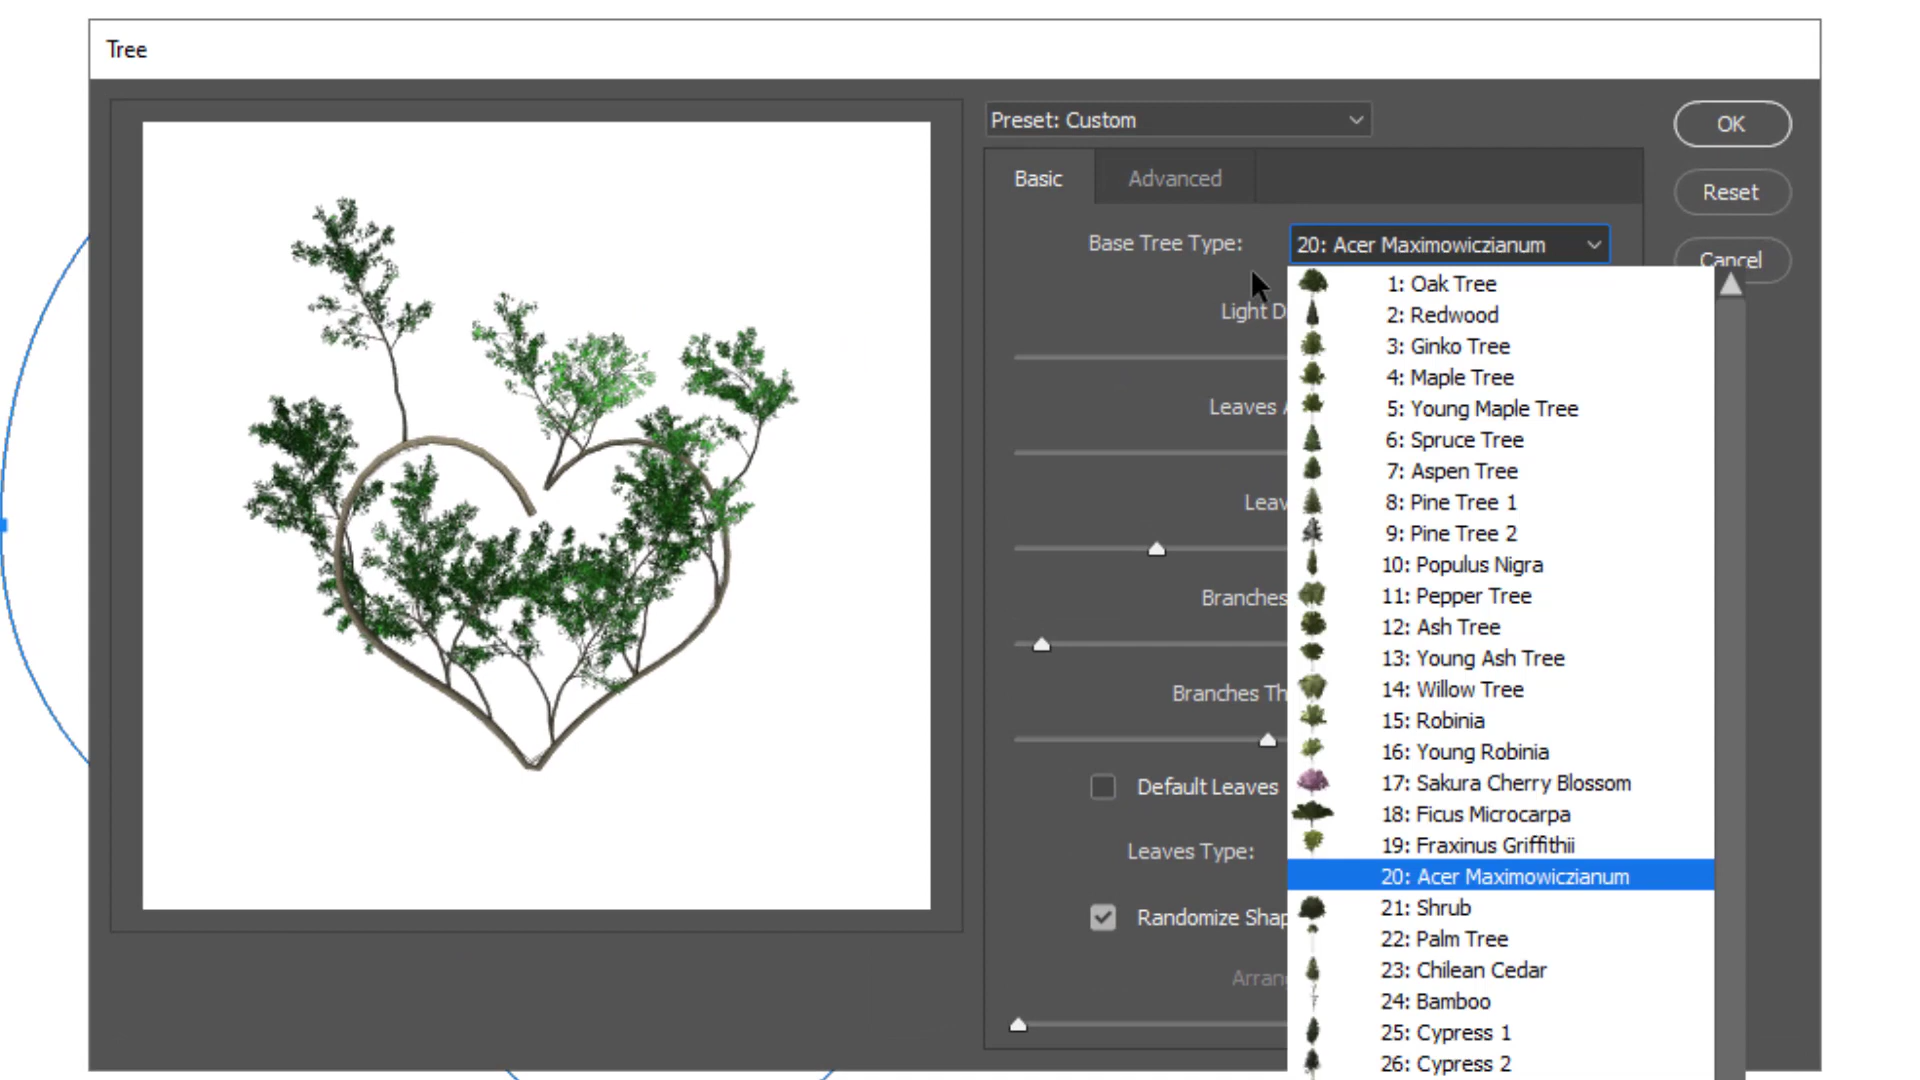 Tree
Preset: Custom
OK
Basic
Advanced
Reset
Base Tree Type:
20: Acer Maximowiczianum
Cancel
Light D
Leaves A
Leav
Branches
Branches Th
Default Leaves
Leaves Type:
Randomize Shap
Arran
1: Oak Tree
2: Redwood
3: Ginko Tree
4: Maple Tree
5: Young Maple Tree
6: Spruce Tree
7: Aspen Tree
8: Pine Tree 1
9: Pine Tree 2
10: Populus Nigra
11: Pepper Tree
12: Ash Tree
13: Young Ash Tree
14: Willow Tree
15: Robinia
16: Young Robinia
17: Sakura Cherry Blossom
18: Ficus Microcarpa
19: Fraxinus Griffithii
20: Acer Maximowiczianum
21: Shrub
22: Palm Tree
23: Chilean Cedar
24: Bamboo
25: Cypress 1
26: Cypress 2